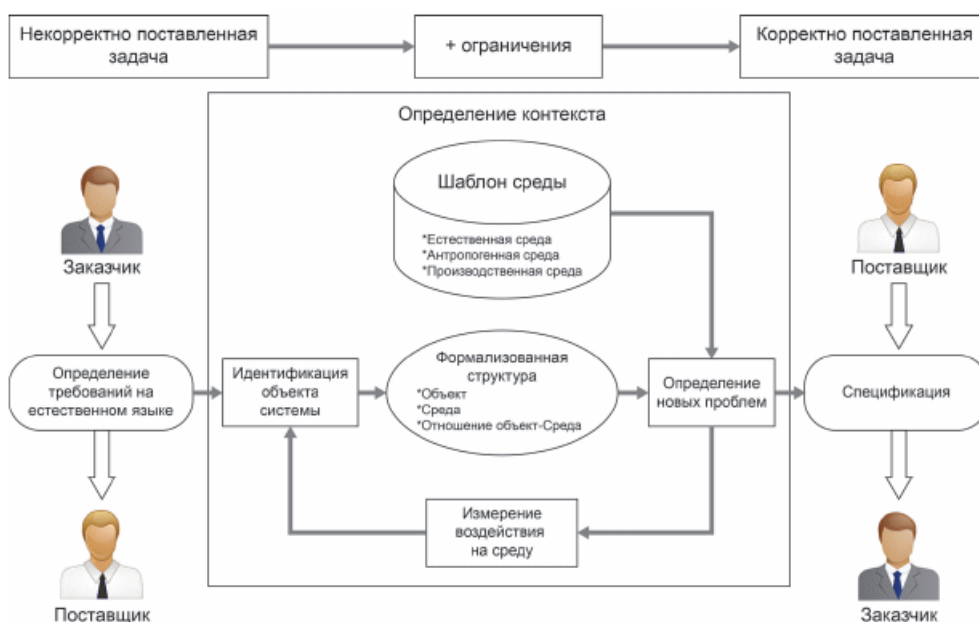 Некорректно поставленная
задача
+ ограничения
Корректно поставленная
задача
Определение контекста
Шаблон среды
*Естественная среда
*Антропогенная среда
*Производственная среда
Заказчик
Поставщик
Определение
требований на
естественном языке
Идентификация
объекта
системы
Формализованная
структура
*Объект
*Среда
*Отношение объект-Среда
Определение
новых проблем
Спецификация
Измерение
воздействия
на среду
Поставщик
Заказчик